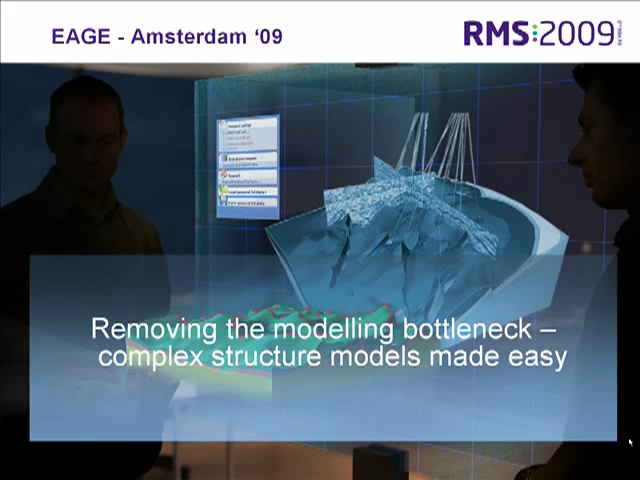 EAGE - Amsterdam ‘09
RMS:2009
Removing the modelling bottleneck –
complex structure models made easy